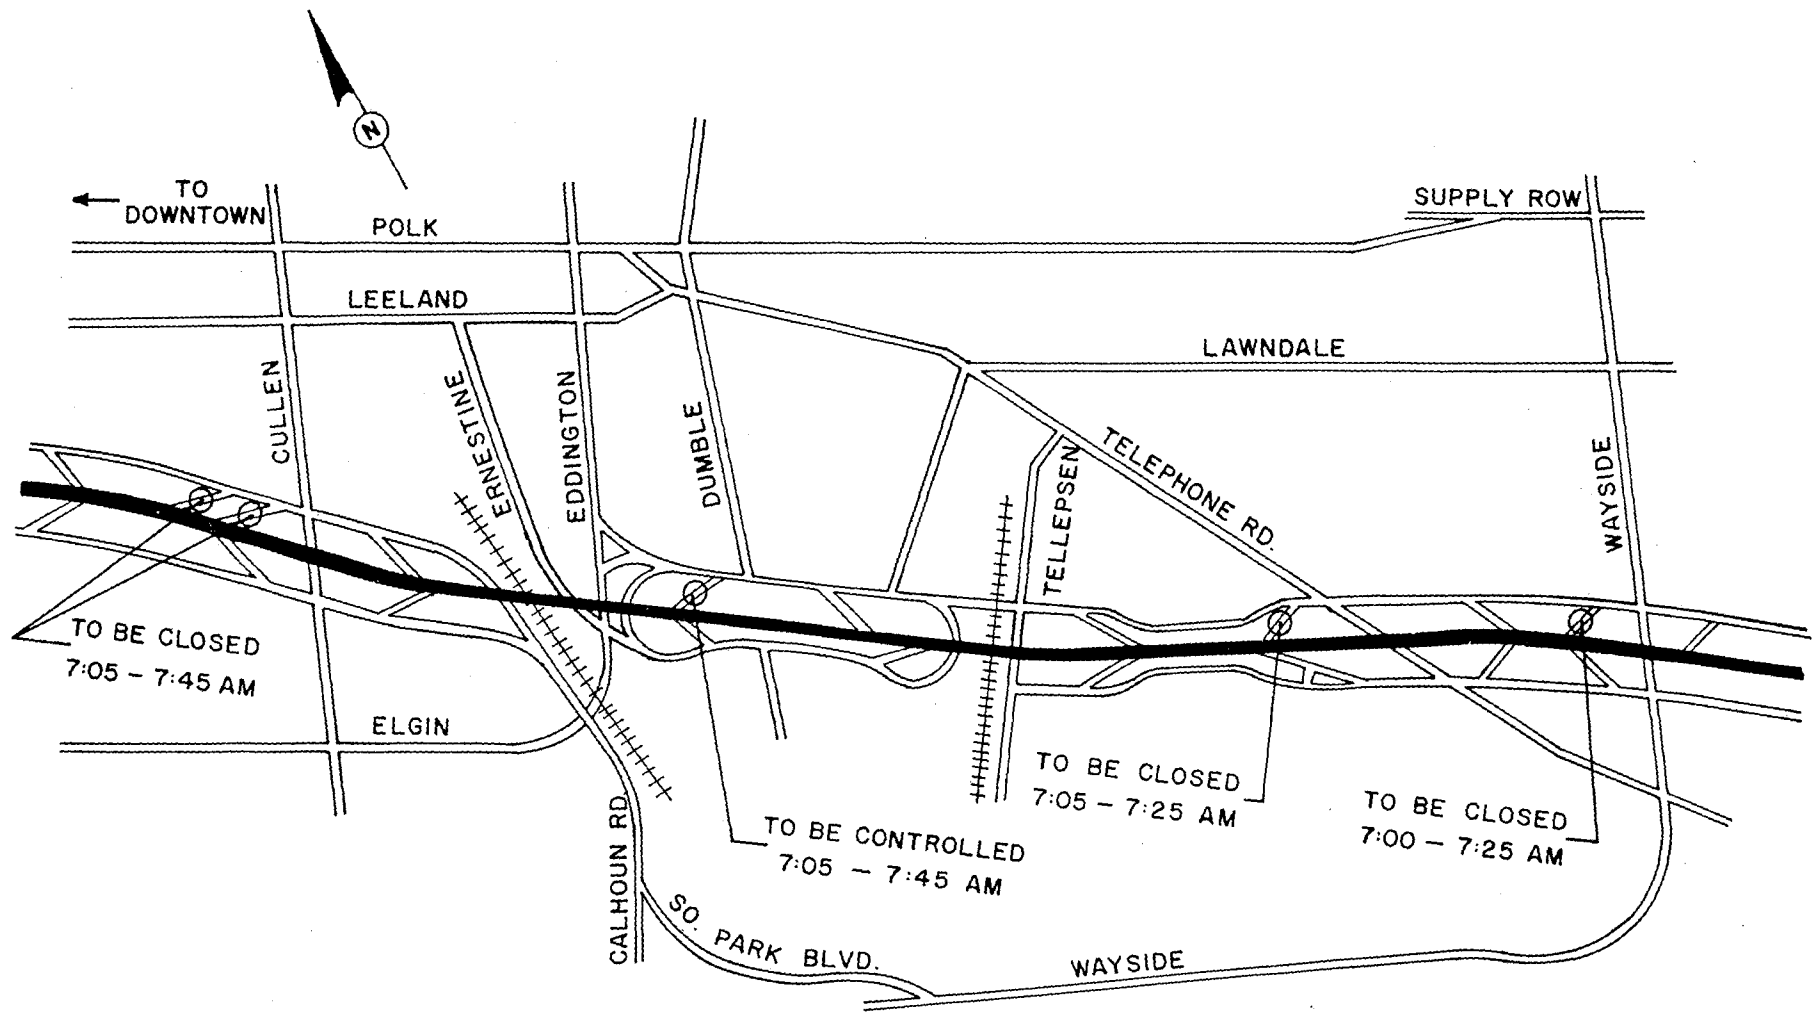 N
TO
DOWNTOWN
SUPPLY ROW
POLK
LEELAND
LAWNDALE
CULLEN
ERNESTINE
EDDINGTON
DUMBLE
TELLEPSEN
TELEPHONE RD.
WAYSIDE
TO BE CLOSED
7:05 – 7:45 AM
ELGIN
TO BE CLOSED
7:05 – 7:25 AM
TO BE CLOSED
7:00 – 7:25 AM
TO BE CONTROLLED
7:05 – 7:45 AM
CALHOUN RD.
SO. PARK BLVD.
WAYSIDE